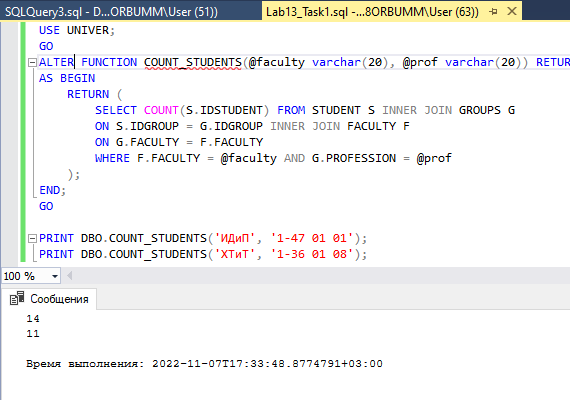 SQLQuery3.sql - D...ORBUMM\User (51))
Lab13_Task1.sql -...8ORBUMM\User (63))
USE UNIVER;
GO
ALTER FUNCTION COUNT_STUDENTS(@faculty varchar(20), @prof varchar(20)) RETUR
AS BEGIN
RETURN (
SELECT COUNT(S.IDSTUDENT) FROM STUDENT S INNER JOIN GROUPS G
ON S.IDGROUP = G.IDGROUP INNER JOIN FACULTY F
ON G.FACULTY = F.FACULTY
WHERE F.FACULTY = @faculty AND G.PROFESSION = @prof
);
END;
GO
PRINT DBO.COUNT_STUDENTS('ИДиП', '1-47 01 01');
PRINT DBO.COUNT_STUDENTS('ХТиТ', '1-36 01 08');
100 %
Сообщения
14
11
Время выполнения: 2022-11-07T17:33:48.8774791+03:00